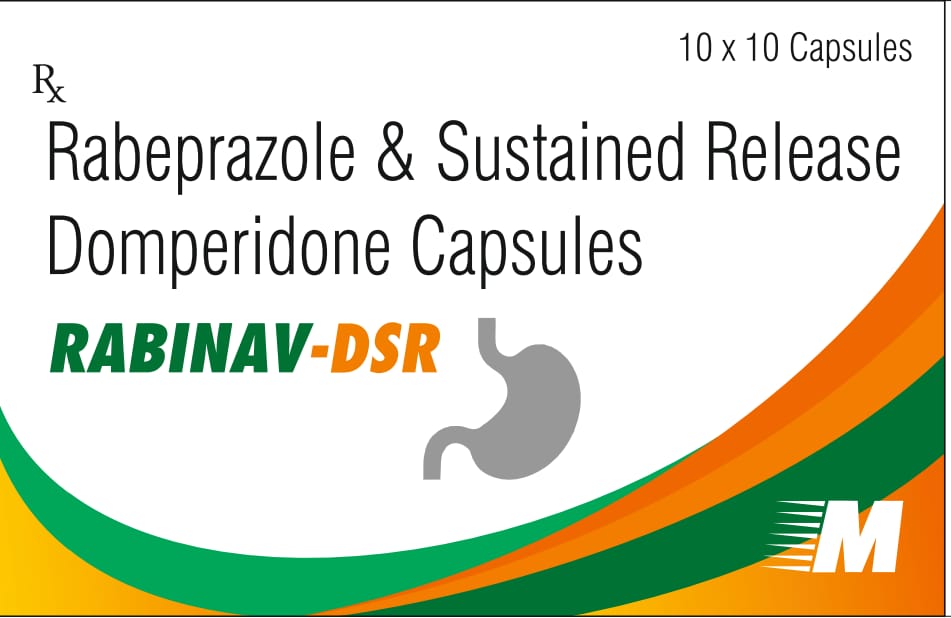 10 x 10 Capsules
Rx
Rabeprazole & Sustained Release
Domperidone Capsules
RABINAV-DSR
M